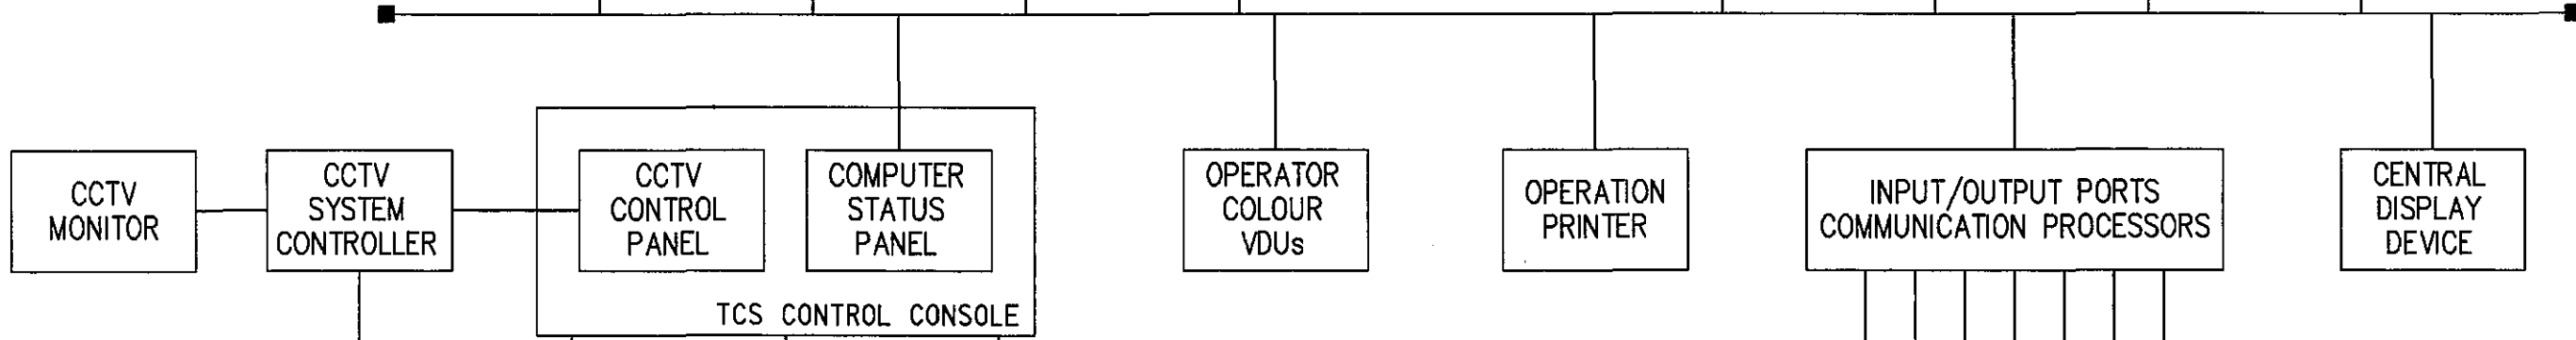 CCTV
MONITOR
CCTV
SYSTEM
CONTROLLER
CCTV
CONTROL
PANEL
COMPUTER
STATUS
PANEL
TCS CONTROL CONSOLE
OPERATOR
COLOUR
VDUs
OPERATION
PRINTER
INPUT/OUTPUT PORTS
COMMUNICATION PROCESSORS
CENTRAL
DISPLAY
DEVICE